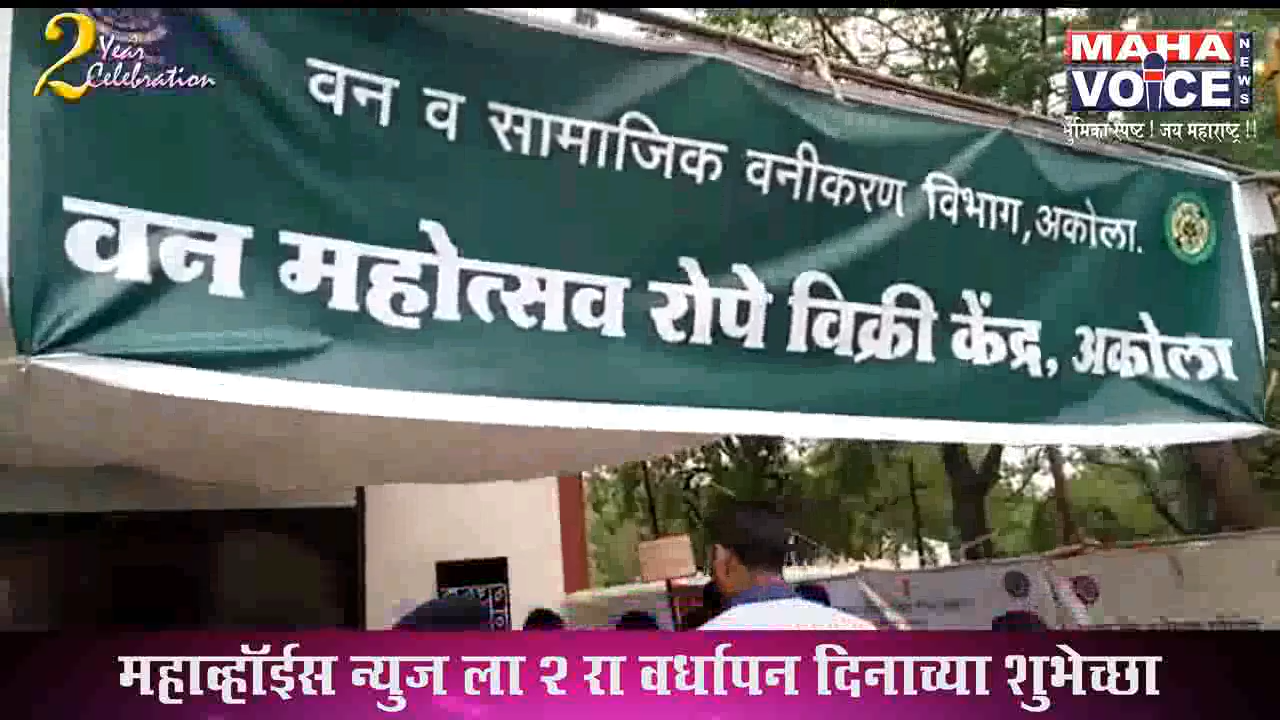 2 Year
Celebration
MAHA
VOICE
NEWS
भुमिका स्पष्ट ! जय महाराष्ट्र !!
वन व सामाजिक वनीकरण विभाग,अकोला.
वन महोत्सव रोपे विक्री केंद्र, अकोला
महाव्हॉईस न्युज ला २ रा वर्धापन दिनाच्या शुभेच्छा